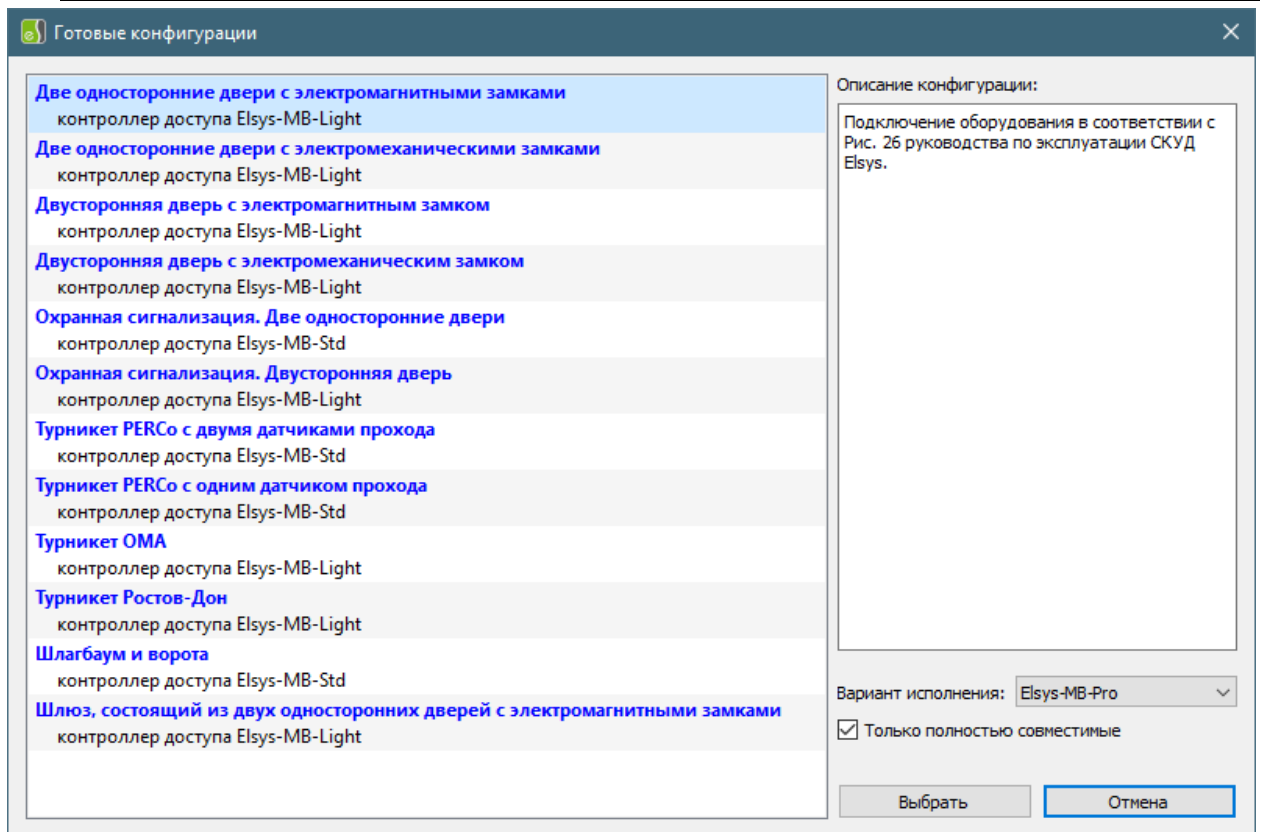 Готовые конфигурации
Две односторонние двери с электромагнитными замками
контроллер доступа Elsys-MB-Light
Две односторонние двери с электромеханическими замками
контроллер доступа Elsys-MB-Light
Двусторонняя дверь с электромагнитным замком
контроллер доступа Elsys-MB-Light
Двусторонняя дверь с электромеханическим замком
контроллер доступа Elsys-MB-Light
Охранная сигнализация. Две односторонние двери
контроллер доступа Elsys-MB-Std
Охранная сигнализация. Двусторонняя дверь
контроллер доступа Elsys-MB-Light
Турникет PERCo с двумя датчиками прохода
контроллер доступа Elsys-MB-Std
Турникет PERCo с одним датчиком прохода
контроллер доступа Elsys-MB-Std
Турникет ОМА
контроллер доступа Elsys-MB-Light
Турникет Ростов-Дон
контроллер доступа Elsys-MB-Light
Шлагбаум и ворота
контроллер доступа Elsys-MB-Std
Шлюз, состоящий из двух односторонних дверей с электромагнитными замками
контроллер доступа Elsys-MB-Light
Описание конфигурации:
Подключение оборудования в соответствии с
Рис. 26 руководства по эксплуатации СКУД
Elsys.
Вариант исполнения: Elsys-MB-Pro
Только полностью совместимые
Выбрать Отмена